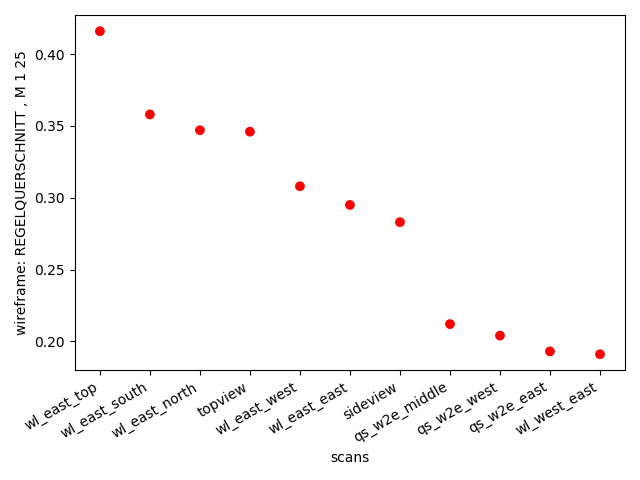 wireframe: REGELQUERSCHNITT , M 1 25
0.40
0.35
0.30
0.25
0.20
wl_east_top
wl_east_south
wl_east_north
topview
wl_east_west
wl_east_east
sideview
qs_w2e_middle
qs_w2e_west
qs_w2e_east
wl_west_east
scans